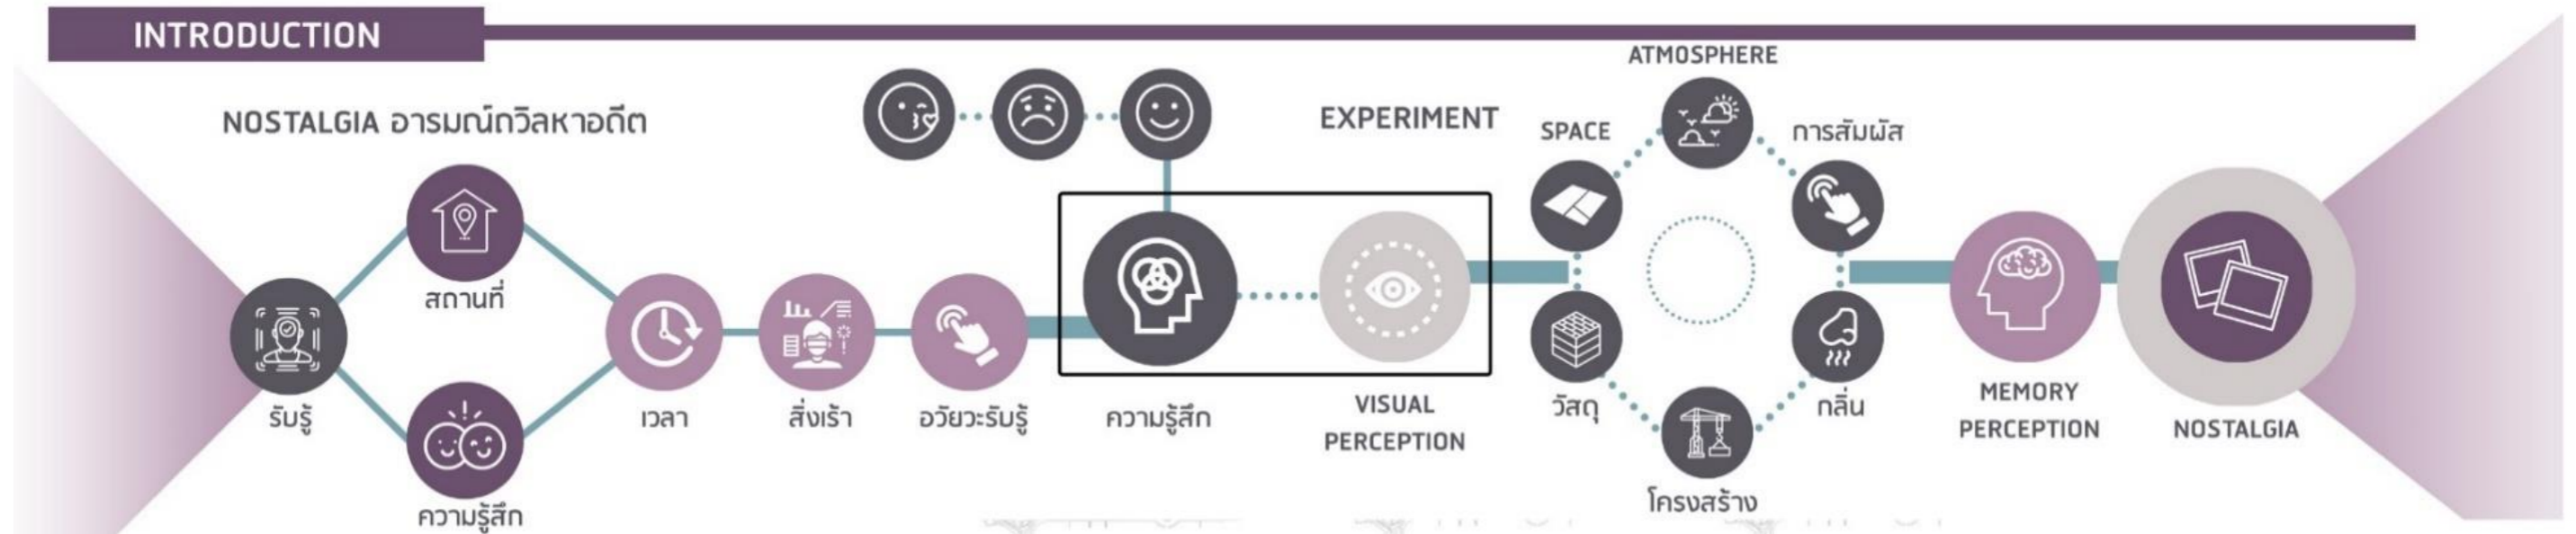 INTRODUCTION
NOSTALGIA อารมณ์ถวิลหาอดีต
รับรู้
สถานที่
ความรู้สึก
เวลา
สิ่งเร้า
อวัยวะรับรู้
ความรู้สึก
EXPERIMENT
VISUAL
PERCEPTION
ATMOSPHERE
SPACE
การสัมผัส
วัสดุ
กลิ่น
โครงสร้าง
MEMORY
PERCEPTION
NOSTALGIA